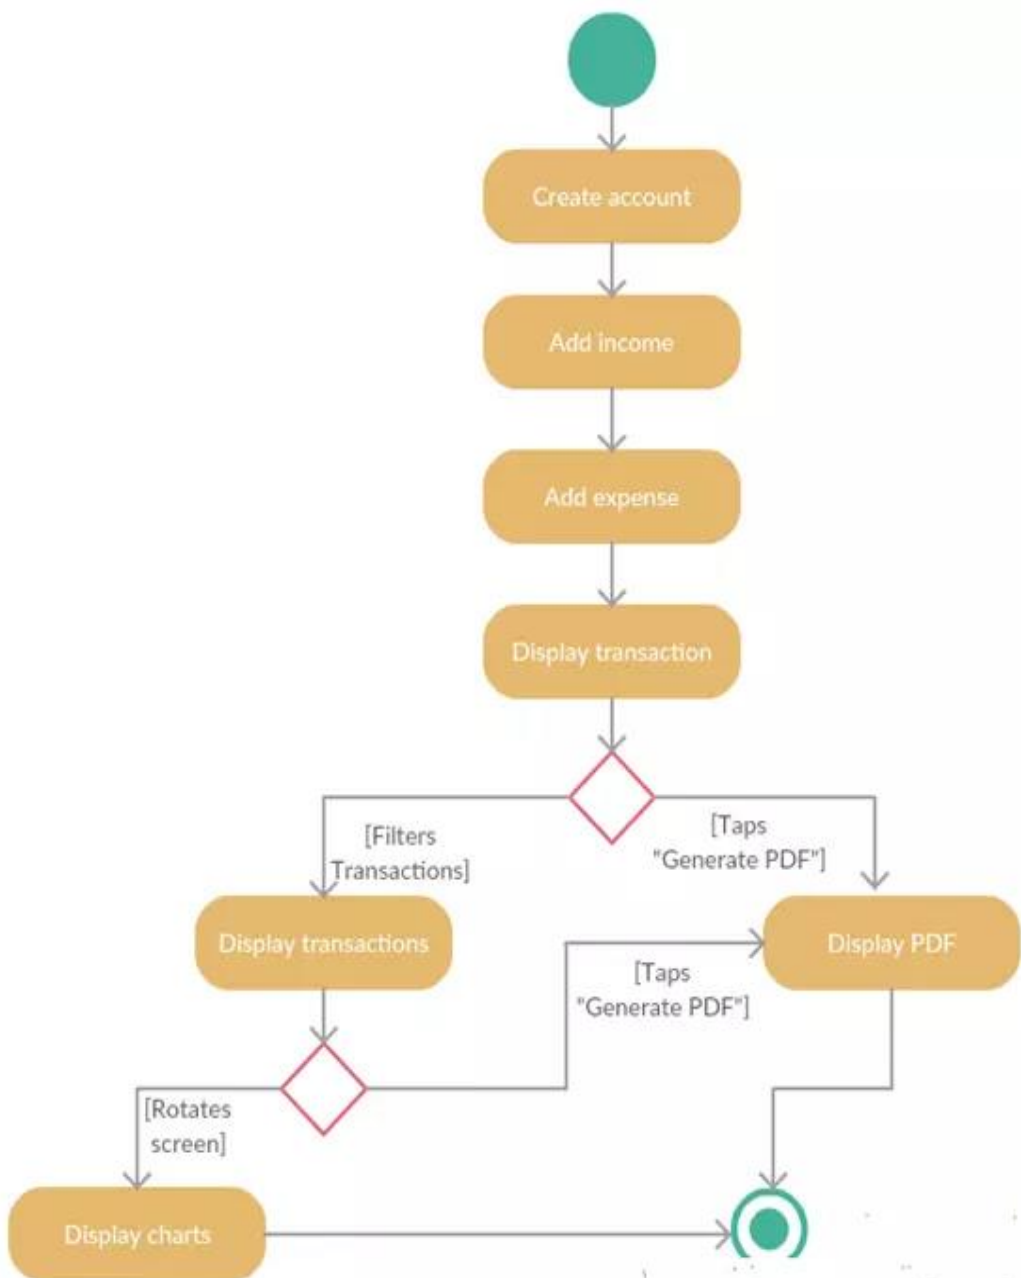 Create account
Add income
Add expense
Display transaction
[Filters
Transactions]
[Taps
"Generate PDF"]
Display transactions
Display PDF
[Taps
"Generate PDF"]
[Rotates
screen]
Display charts